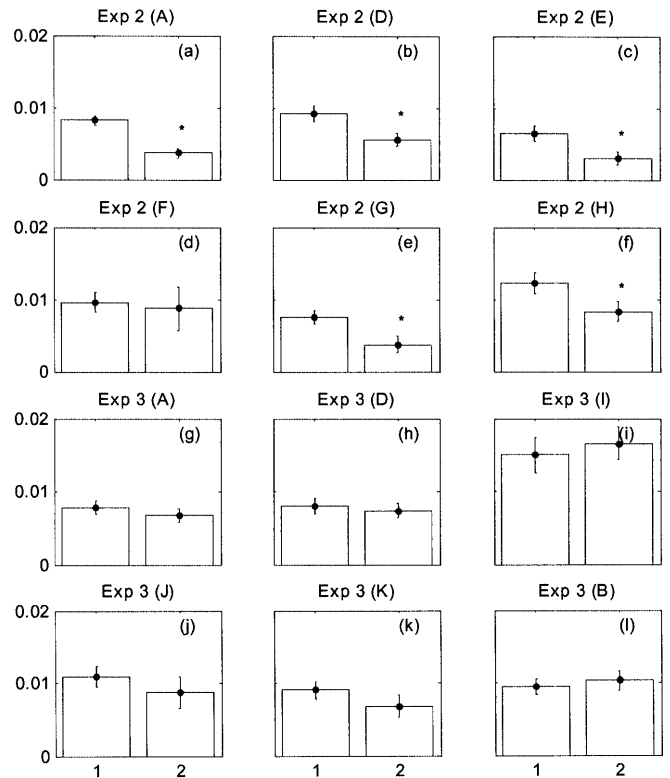 Exp 2 (A) Exp 2 (D) Exp 2 (E)
0.02 (a) (b) (c)
0.01 * * *
0
Exp 2 (F) Exp 2 (G) Exp 2 (H)
0.02 (d) (e) (f)
0.01 * *
0
Exp 3 (A) Exp 3 (D) Exp 3 (I)
0.02 (g) (h) (i)
0.01
0
Exp 3 (J) Exp 3 (K) Exp 3 (B)
0.02 (j) (k) (l)
0.01
0
1 2 1 2 1 2